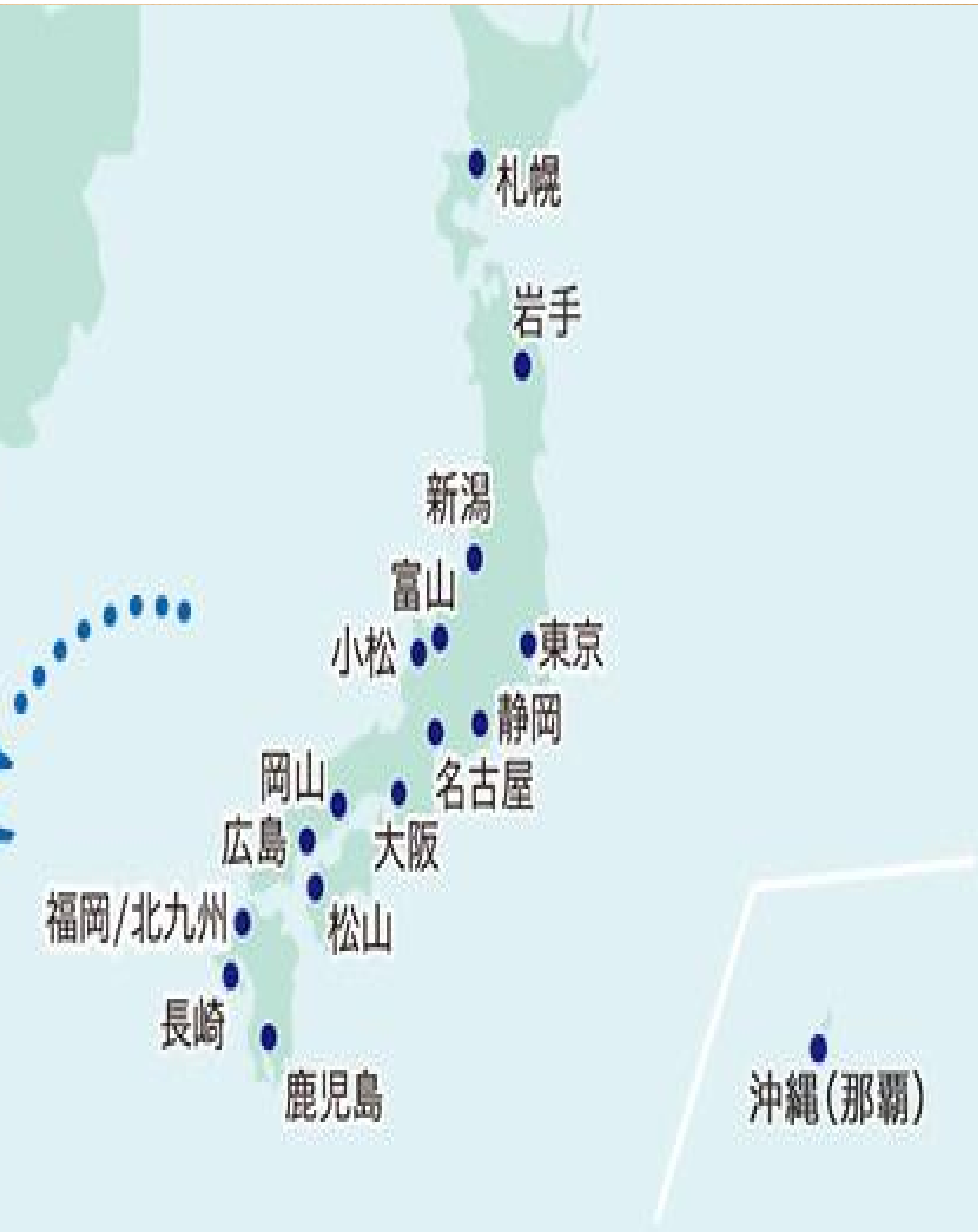 札幌
岩手
新潟
富山
小松
東京
静岡
名古屋
岡山
大阪
広島
福岡/北九州
松山
長崎
鹿児島
沖縄(那覇)